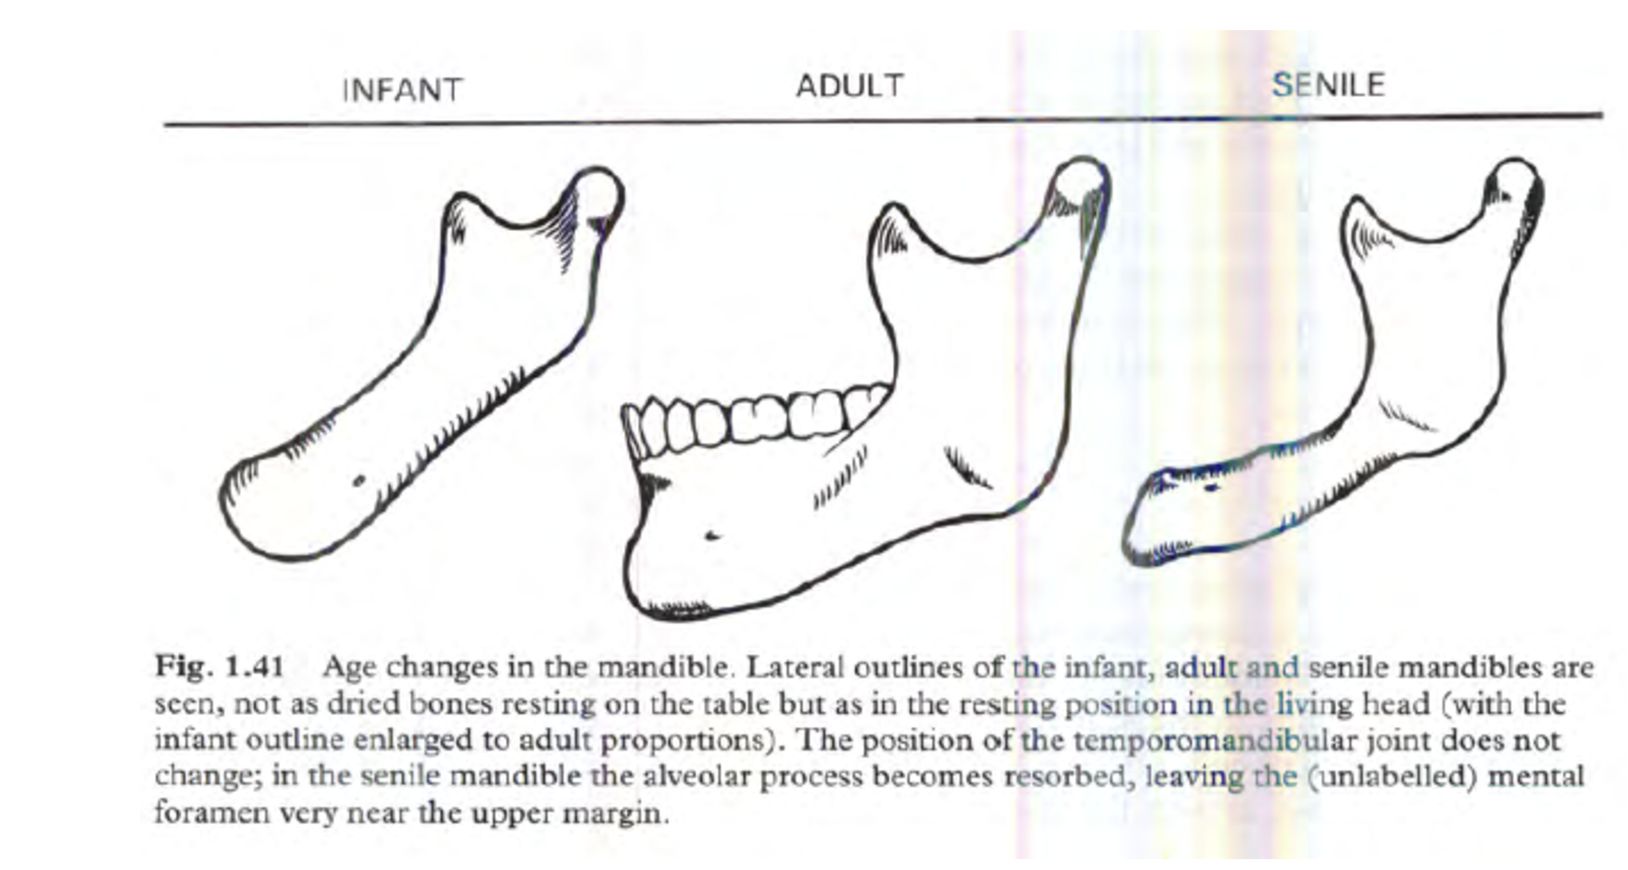 INFANT ADULT SENILE
Fig. 1.41 Age changes in the mandible. Lateral outlines of the infant, adult and senile mandibles are
seen, not as dried bones resting on the table but as in the resting position in the living head (with the
infant outline enlarged to adult proportions). The position of the temporomandibular joint does not
change; in the senile mandible the alveolar process becomes resorbed, leaving the (unlabelled) mental
foramen very near the upper margin.